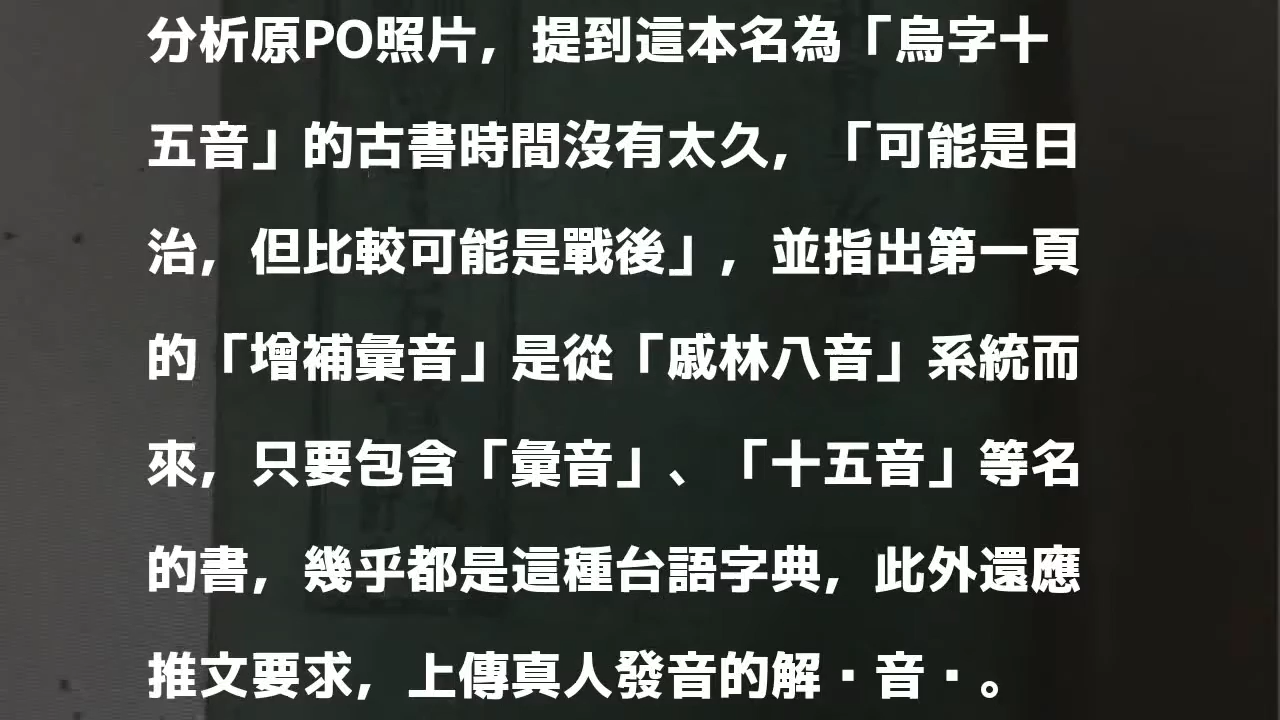 分析原PO照片，提到這本名為「烏字十
五音」的古書時間沒有太久，「可能是日
治，但比較可能是戰後」，並指出第一頁
的「增補彙音」是從「戚林八音」系統而
來，只要包含「彙音」、「十五音」等名
的書，幾乎都是這種台語字典，此外還應
推文要求，上傳真人發音的解·音·。